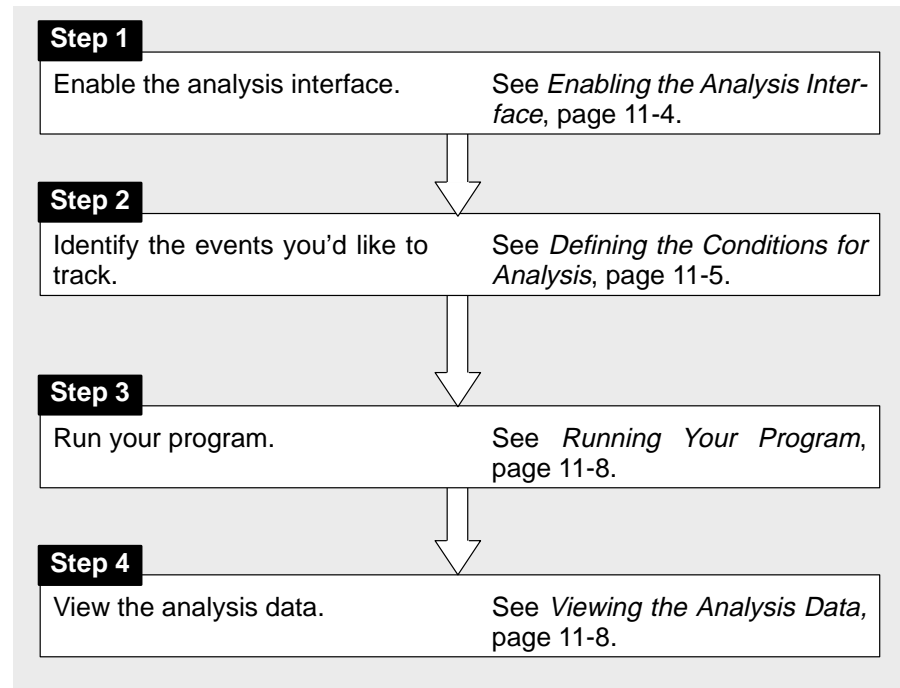 Step 1
Enable the analysis interface.
See Enabling the Analysis Inter-
face, page 11-4.
Step 2
Identify the events you’d like to
track.
See Defining the Conditions for
Analysis, page 11-5.
Step 3
Run your program.
See Running Your Program,
page 11-8.
Step 4
View the analysis data.
See Viewing the Analysis Data,
page 11-8.